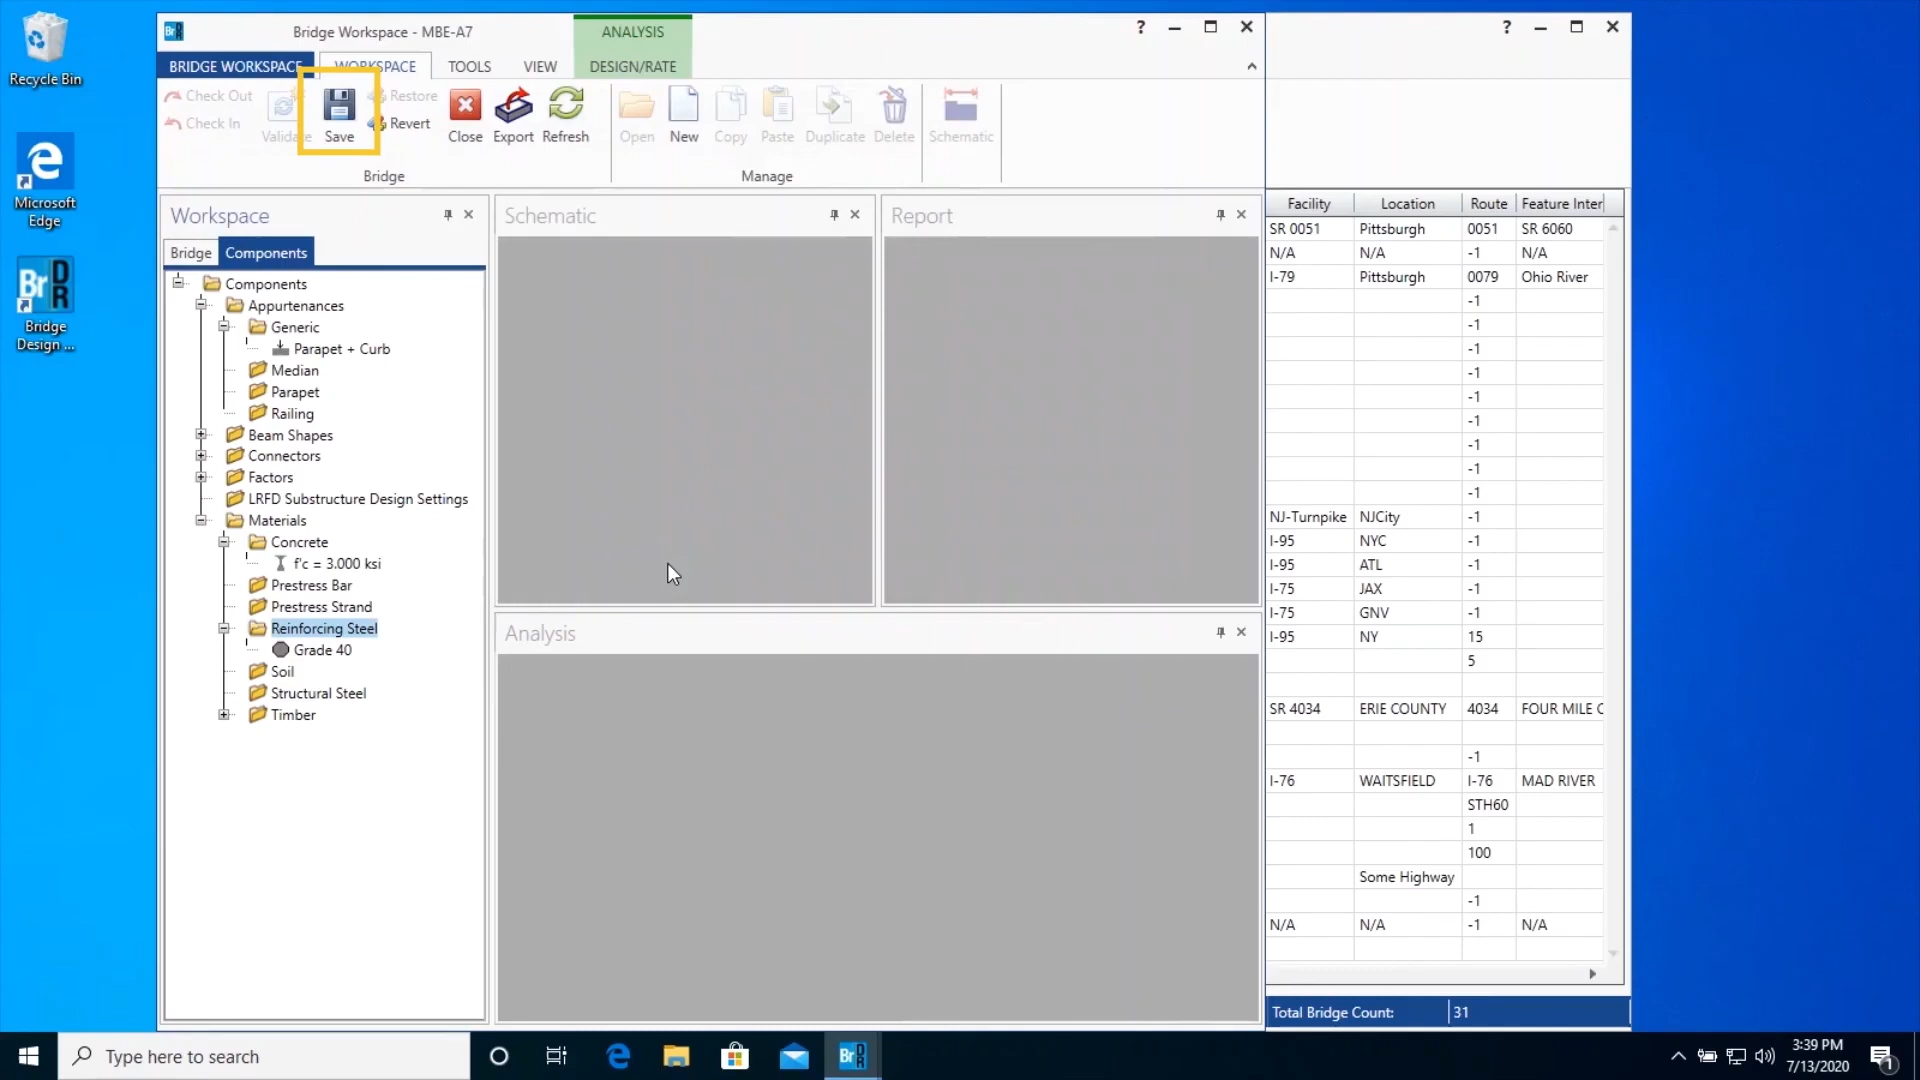 Recycle Bin
Microsoft
Edge
BrDR
Bridge
Design ...
Br
Bridge Workspace - MBE-A7
ANALYSIS
BRIDGE WORKSPACE
WORKSPACE
TOOLS
VIEW
DESIGN/RATE
Check Out
Check In
Validate
Save
Restore
Revert
Close
Export
Refresh
Open
New
Copy
Paste
Duplicate
Delete
Schematic
Bridge
Manage
Workspace
Bridge
Components
Components
Appurtenances
Generic
Parapet + Curb
Median
Parapet
Railing
Beam Shapes
Connectors
Factors
LRFD Substructure Design Settings
Materials
Concrete
f'c = 3.000 ksi
Prestress Bar
Prestress Strand
Reinforcing Steel
Grade 40
Soil
Structural Steel
Timber
Schematic
Report
Analysis
Facility Location Route Feature Inter
SR 0051 Pittsburgh 0051 SR 6060
N/A N/A -1 N/A
I-79 Pittsburgh 0079 Ohio River
-1
-1
-1
-1
-1
-1
-1
-1
-1
NJ-Turnpike NJCity -1
I-95 NYC -1
I-95 ATL -1
I-75 JAX -1
I-75 GNV -1
I-95 NY 15
5
SR 4034 ERIE COUNTY 4034 FOUR MILE C
-1
I-76 WAITSFIELD I-76 MAD RIVER
STH60
1
100
Some Highway
-1
N/A N/A -1 N/A
Total Bridge Count: 31
Type here to search
BrDR
3:39 PM
7/13/2020
1